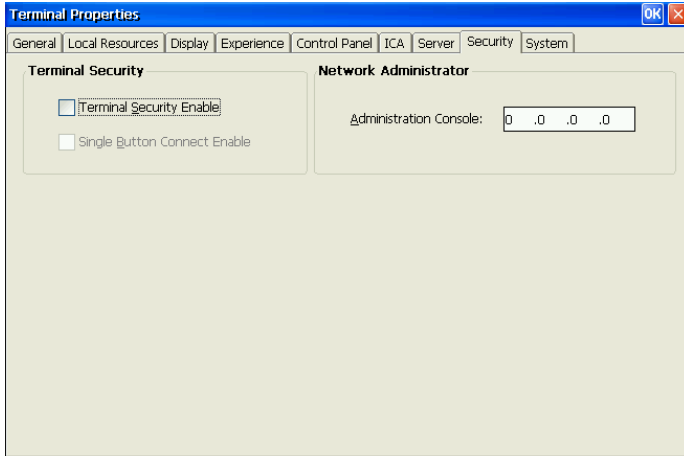 Terminal Properties OK
General Local Resources Display Experience Control Panel ICA Server Security System
Terminal Security
Terminal Security Enable
Single Button Connect Enable
Network Administrator
Administration Console: 0 .0 .0 .0